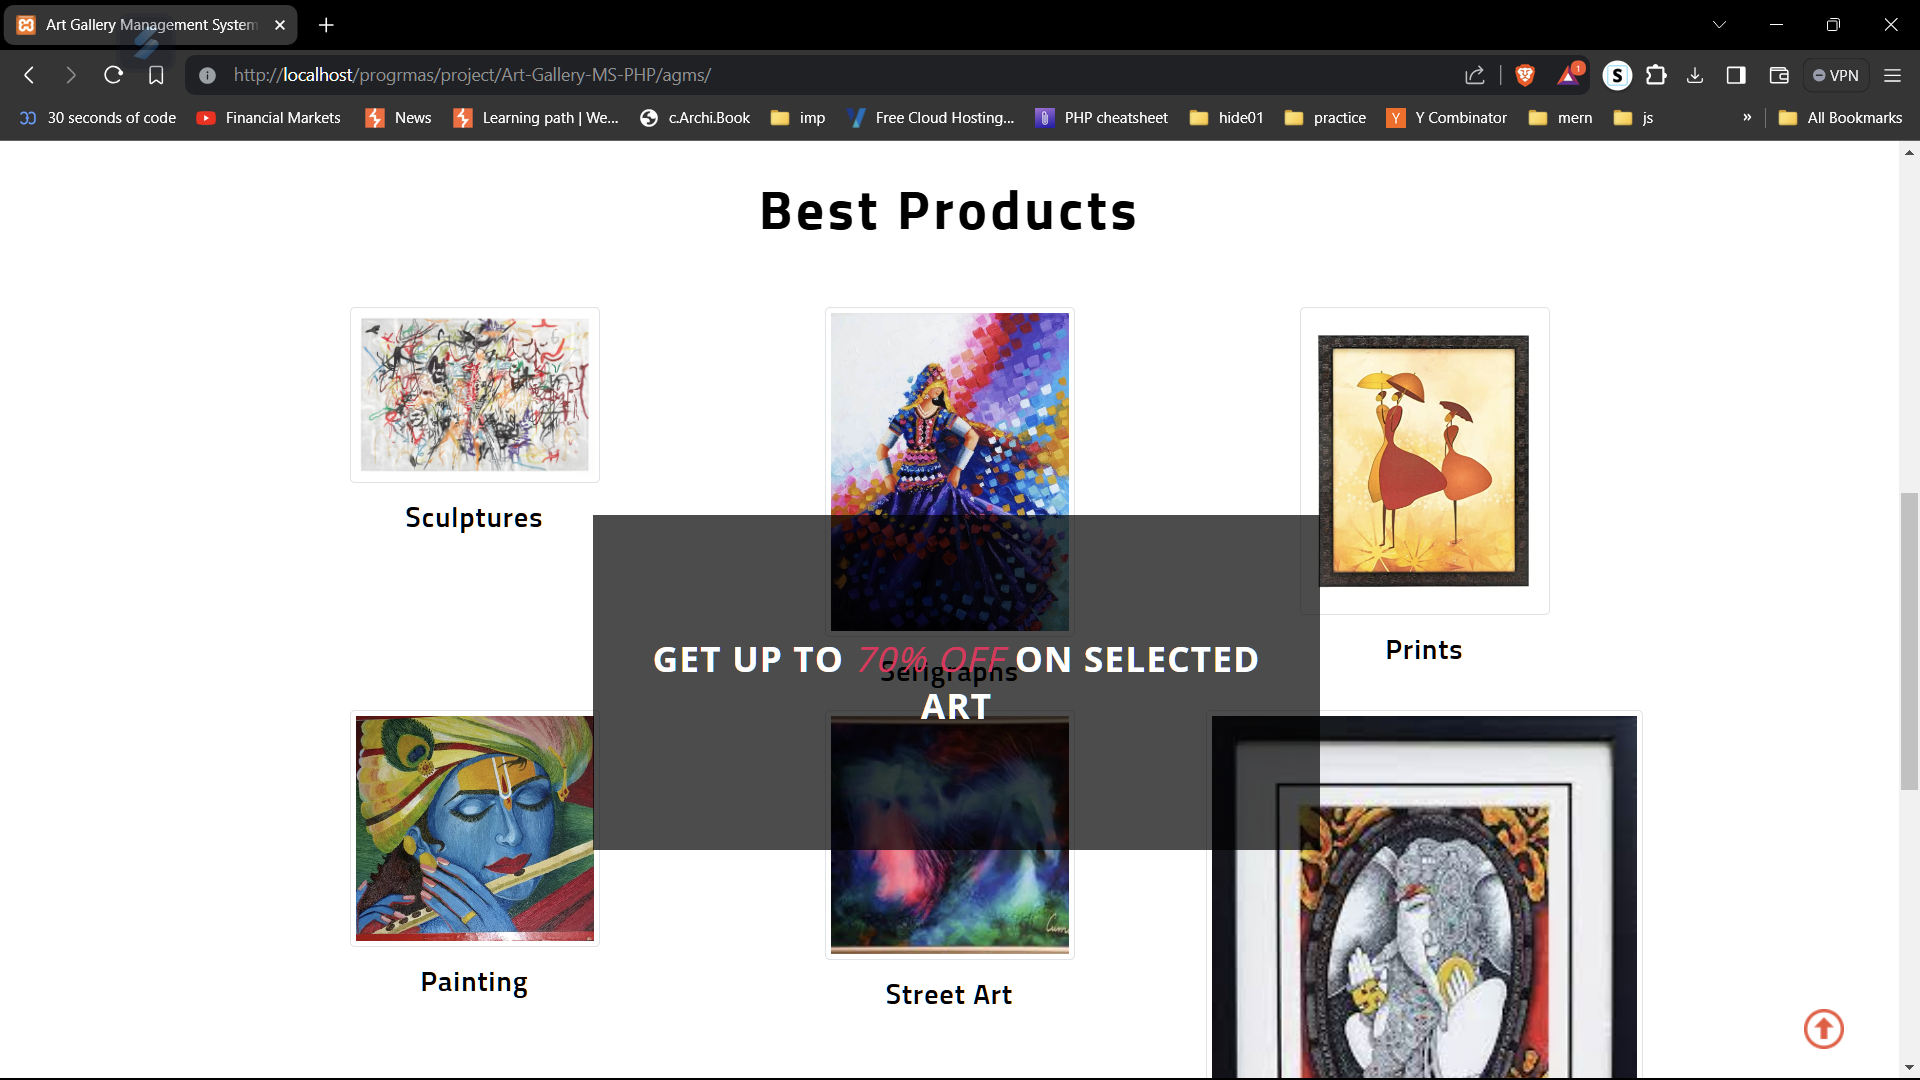 Art Gallery Management System
http://localhost/progrmas/project/Art-Gallery-MS-PHP/agms/
1
S
VPN
30 seconds of code
Financial Markets
News
Learning path | We...
c.Archi.Book
imp
Free Cloud Hosting...
PHP cheatsheet
hide01
practice
Y
Y Combinator
mern
js
»
All Bookmarks
Best Products
Sculptures
Serigraphs
Prints
GET UP TO 70% OFF ON SELECTED
ART
Painting
Street Art